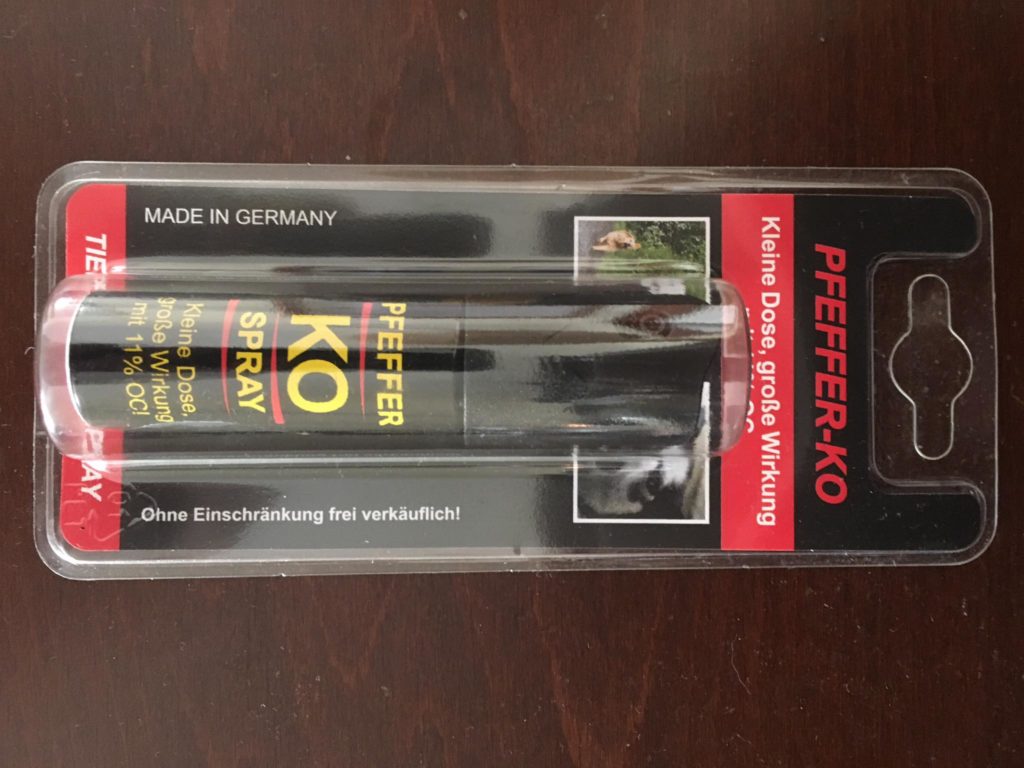 PFEFFER-KO
Kleine Dose, große Wirkung
PFEFFER
KO
SPRAY
Kleine Dose,
große Wirkung
mit 11% OC!
MADE IN GERMANY
Ohne Einschränkung frei verkäuflich!